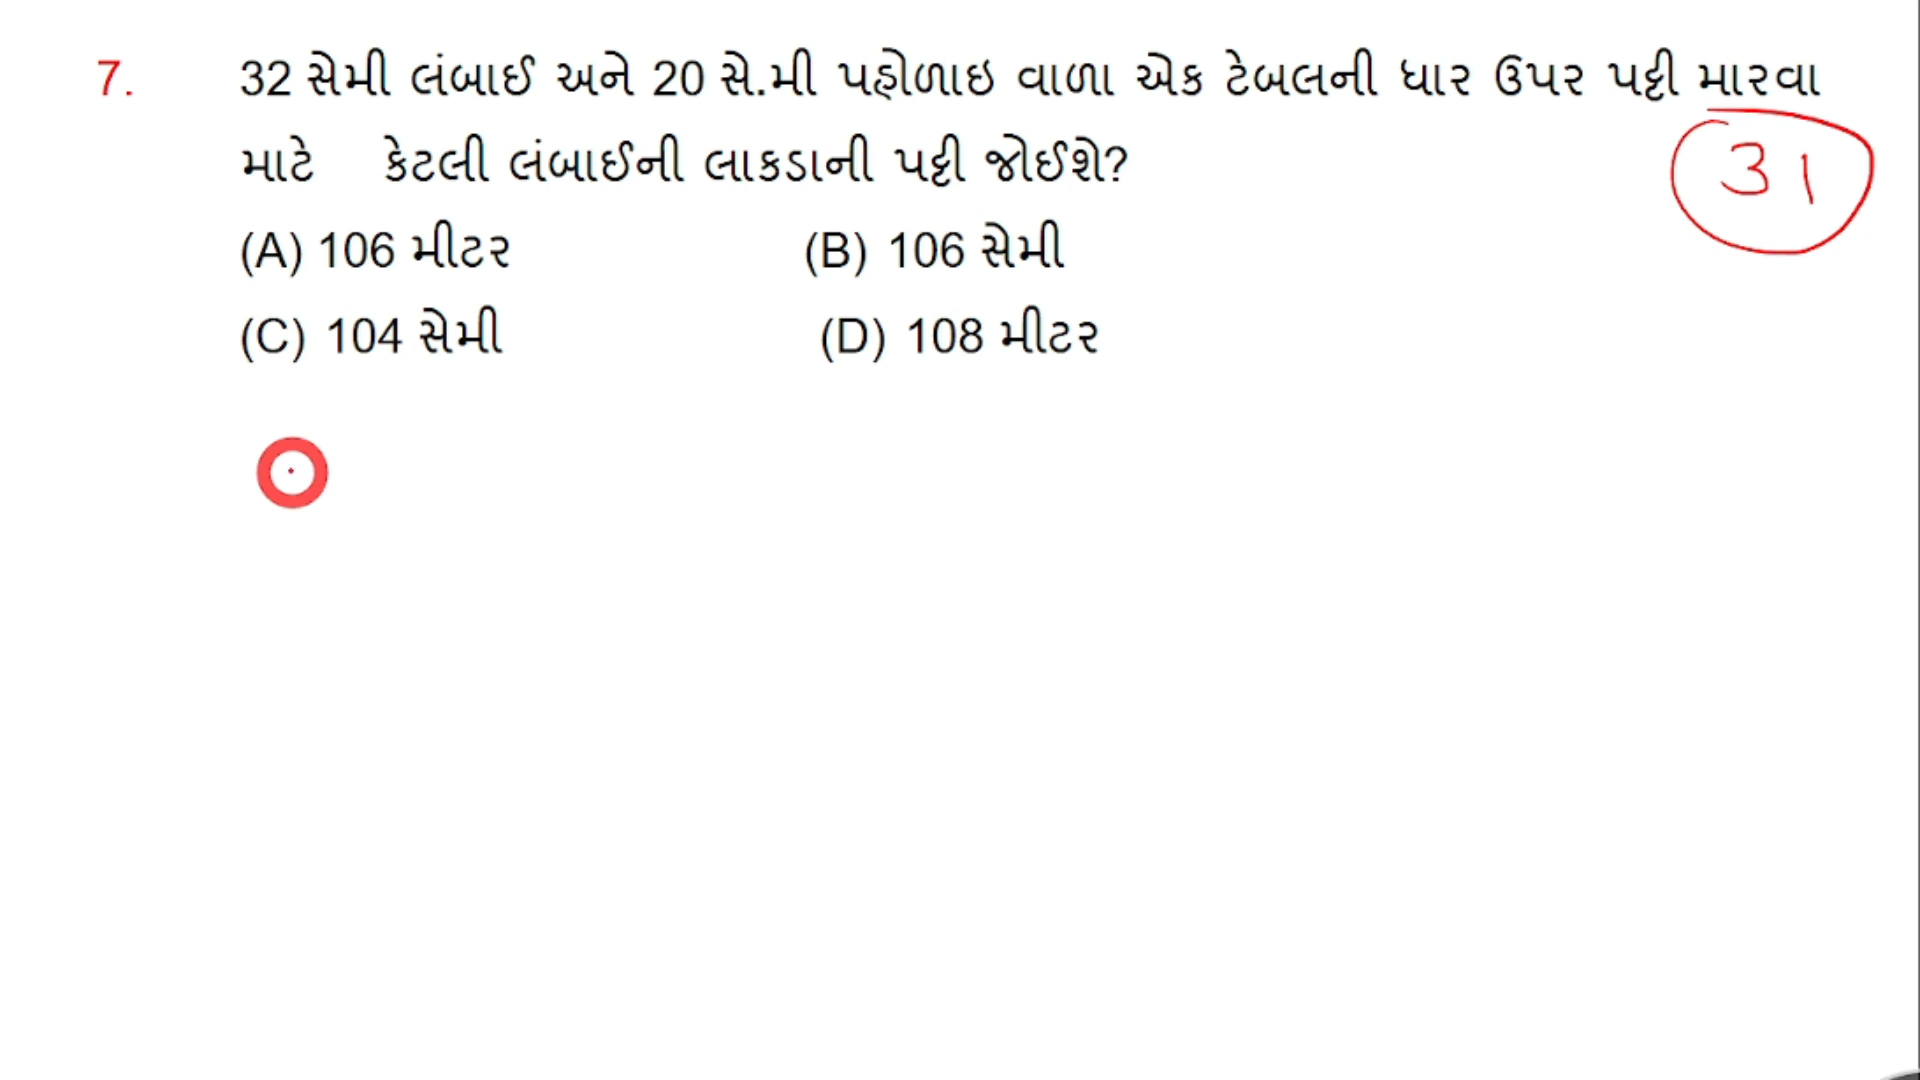 7. 32 સેમી લંબાઈ અને 20 સે.મી પહોળાઇ વાળા એક ટેબલની ધાર ઉપર પટ્ટી મારવા
માટે કેટલી લંબાઈની લાકડાની પટ્ટી જોઈશે?
31
(A) 106 મીટર (B) 106 સેમી
(C) 104 સેમી (D) 108 મીટર